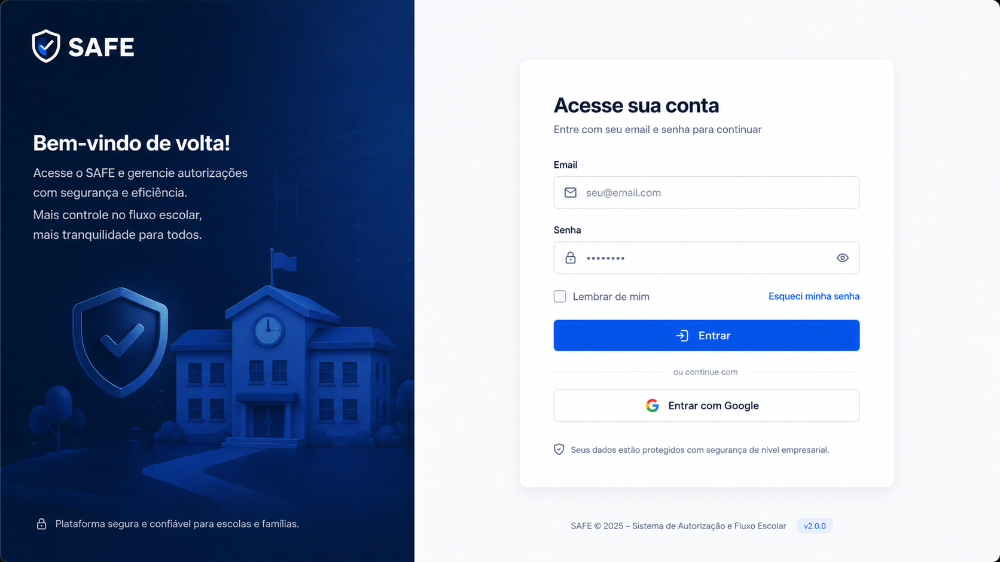 SAFE
Bem-vindo de volta!
Acesse o SAFE e gerencie autorizações
com segurança e eficiência.
Mais controle no fluxo escolar,
mais tranquilidade para todos.
Plataforma segura e confiável para escolas e famílias.
Acesse sua conta
Entre com seu email e senha para continuar
Email
seu@email.com
Senha
••••••••
Lembrar de mim
Esqueci minha senha
Entrar
ou continue com
Entrar com Google
Seus dados estão protegidos com segurança de nível empresarial.
SAFE © 2025 – Sistema de Autorização e Fluxo Escolar
v2.0.0